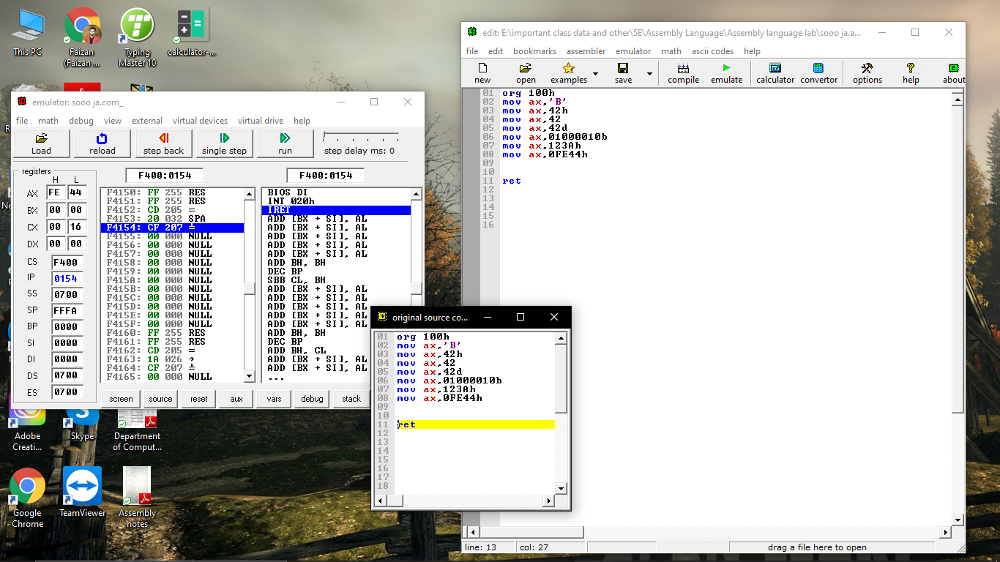 This PC
Faizan
(Faizan ...
Typing
Master 10
calculator-...
emulator: sooo ja.com_
file math debug view external virtual devices virtual drive help
Load reload step back single step run step delay ms: 0
registers
H L
F400:0154 F400:0154
AX FE 44
BX 00 00
CX 00 16
DX 00 00
CS F400
IP 0154
SS 0700
SP FFFA
BP 0000
SI 0000
DI 0000
DS 0700
ES 0700
F4150: FF 255 RES
F4151: FF 255 RES
F4152: CD 205 =
F4153: 20 032 SPA
F4154: CF 207 ╧
F4155: 00 000 NULL
F4156: 00 000 NULL
F4157: 00 000 NULL
F4158: 00 000 NULL
F4159: 00 000 NULL
F415A: 00 000 NULL
F415B: 00 000 NULL
F415C: 00 000 NULL
F415D: 00 000 NULL
F415E: 00 000 NULL
F415F: 00 000 NULL
F4160: FF 255 RES
F4161: FF 255 RES
F4162: CD 205 =
F4163: 1A 026 →
F4164: CF 207 ╧
F4165: 00 000 NULL
BIOS DI
INT 020h
IRET
ADD [BX + SI], AL
ADD [BX + SI], AL
ADD [BX + SI], AL
ADD [BX + SI], AL
ADD [BX + SI], AL
ADD BH, BH
DEC BP
SBB CL, BH
ADD [BX + SI], AL
ADD [BX + SI], AL
ADD [BX + SI], AL
ADD [BX + SI], AL
ADD [BX + SI], AL
ADD BH, BH
DEC BP
ADD BH, CL
ADD [BX + SI], AL
ADD [BX + SI], AL
...
screen source reset aux vars debug stack
edit: E:\important class data and other\5E\Assembly Language\Assembly language lab\sooo ja.a...
file edit bookmarks assembler emulator math ascii codes help
new open examples save compile emulate calculator convertor options help about
01 org 100h
02 mov ax,'B'
03 mov ax,42h
04 mov ax,42
05 mov ax,42d
06 mov ax,01000010b
07 mov ax,123Ah
08 mov ax,0FE44h
09
10
11 ret
12
13
14
15
16
original source co...
01 org 100h
02 mov ax,'B'
03 mov ax,42h
04 mov ax,42
05 mov ax,42d
06 mov ax,01000010b
07 mov ax,123Ah
08 mov ax,0FE44h
09
10
11 ret
12
13
14
15
16
17
18
line: 13 col: 27 drag a file here to open
Adobe
Creati...
Skype
Department
of Comput...
Google
Chrome
TeamViewer
Assembly
notes